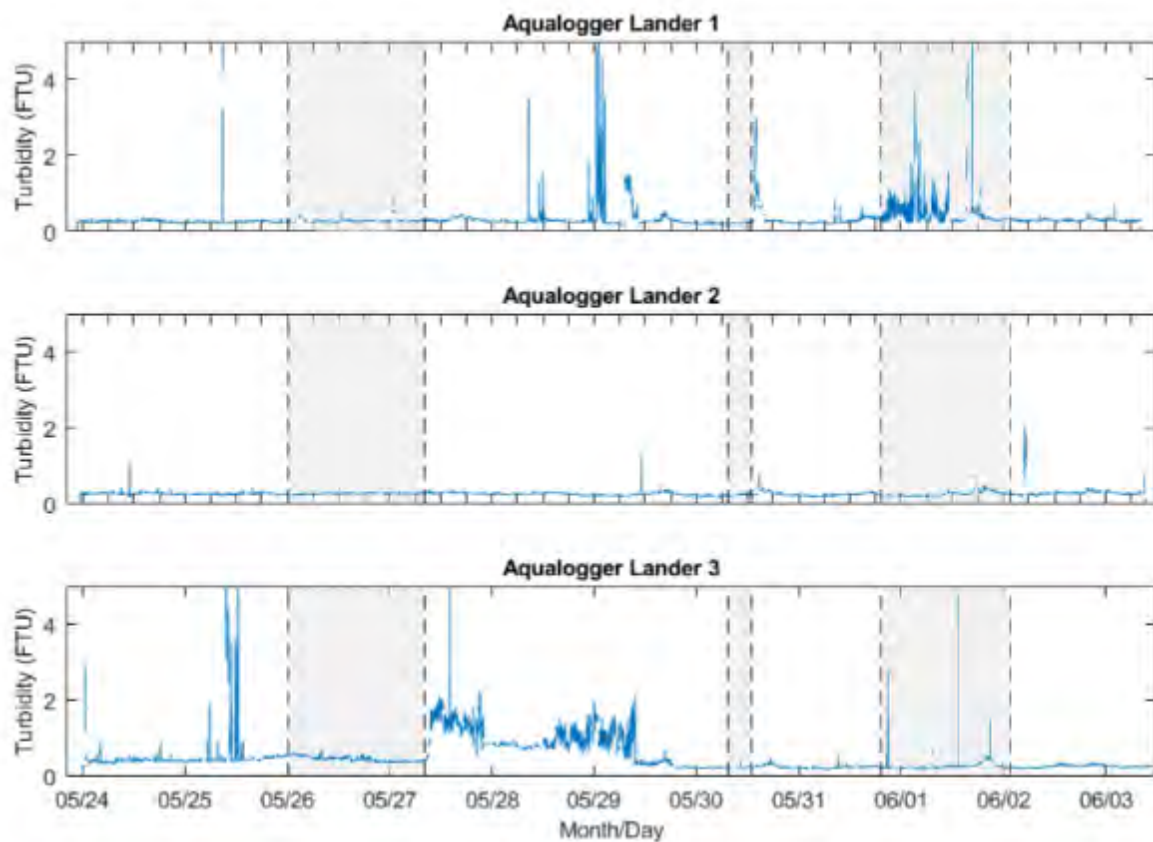 Aqualogger Lander 1
Turbidity (FTU)
4
2
0
Aqualogger Lander 2
Turbidity (FTU)
4
2
0
Aqualogger Lander 3
Turbidity (FTU)
4
2
0
05/24 05/25 05/26 05/27 05/28 05/29 05/30 05/31 06/01 06/02 06/03
Month/Day